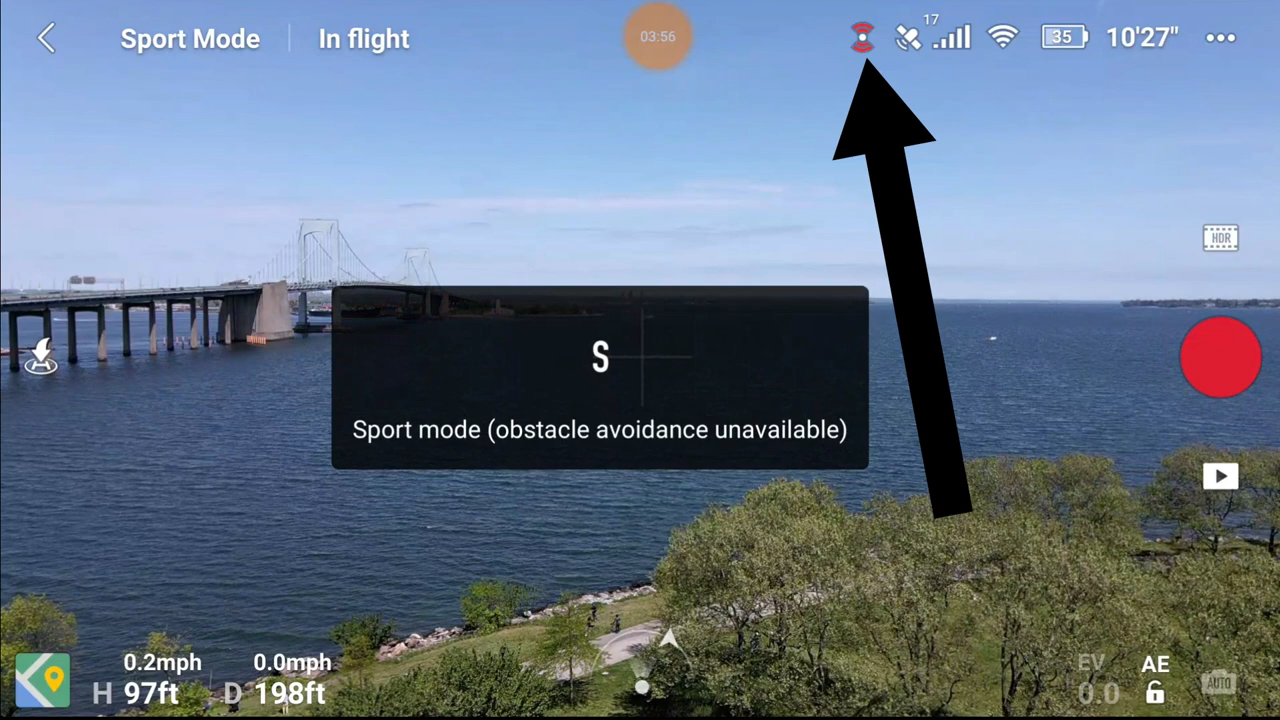 Sport Mode In flight 03:56 17 35 10'27"
HDR
S
Sport mode (obstacle avoidance unavailable)
0.2mph 0.0mph
H 97ft D 198ft
EV AE
0.0 AUTO